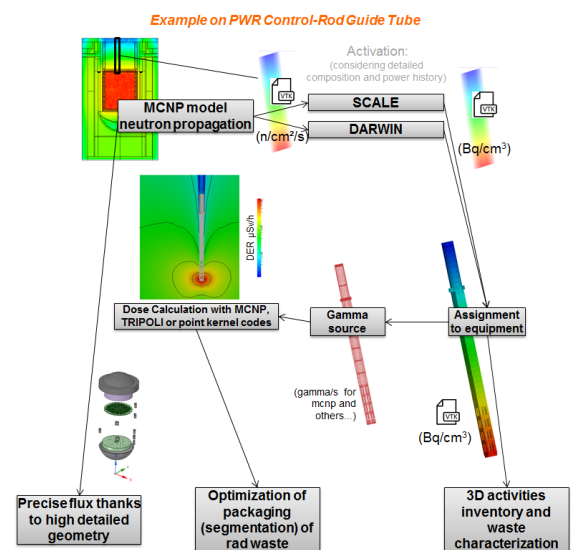 Example on PWR Control-Rod Guide Tube
Activation:
(considering detailed
composition and power history)
VTK
MCNP model
neutron propagation
(n/cm²/s)
SCALE
DARWIN
VTK
(Bq/cm³)
DER µSv/h
Dose Calculation with MCNP,
TRIPOLI or point kernel codes
Gamma
source
Assignment
to equipment
(gamma/s for
mcnp and
others...)
VTK
(Bq/cm³)
Precise flux thanks
to high detailed
geometry
Optimization of
packaging
(segmentation) of
rad waste
3D activities
inventory and
waste
characterization